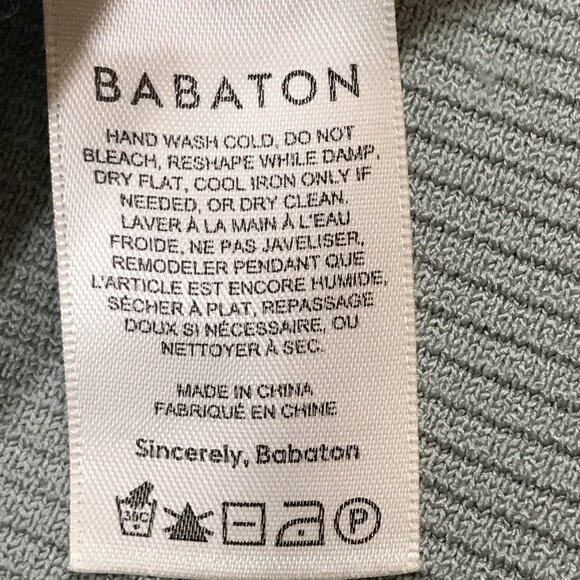 BABATON
HAND WASH COLD, DO NOT
BLEACH, RESHAPE WHILE DAMP,
DRY FLAT, COOL IRON ONLY IF
NEEDED, OR DRY CLEAN.
LAVER À LA MAIN À L'EAU
FROIDE, NE PAS JAVELISER,
REMODELER PENDANT QUE
L'ARTICLE EST ENCORE HUMIDE,
SÉCHER À PLAT, REPASSAGE
DOUX SI NÉCESSAIRE, OU
NETTOYER À SEC.
MADE IN CHINA
FABRIQUÉ EN CHINE
Sincerely, Babaton
30C P